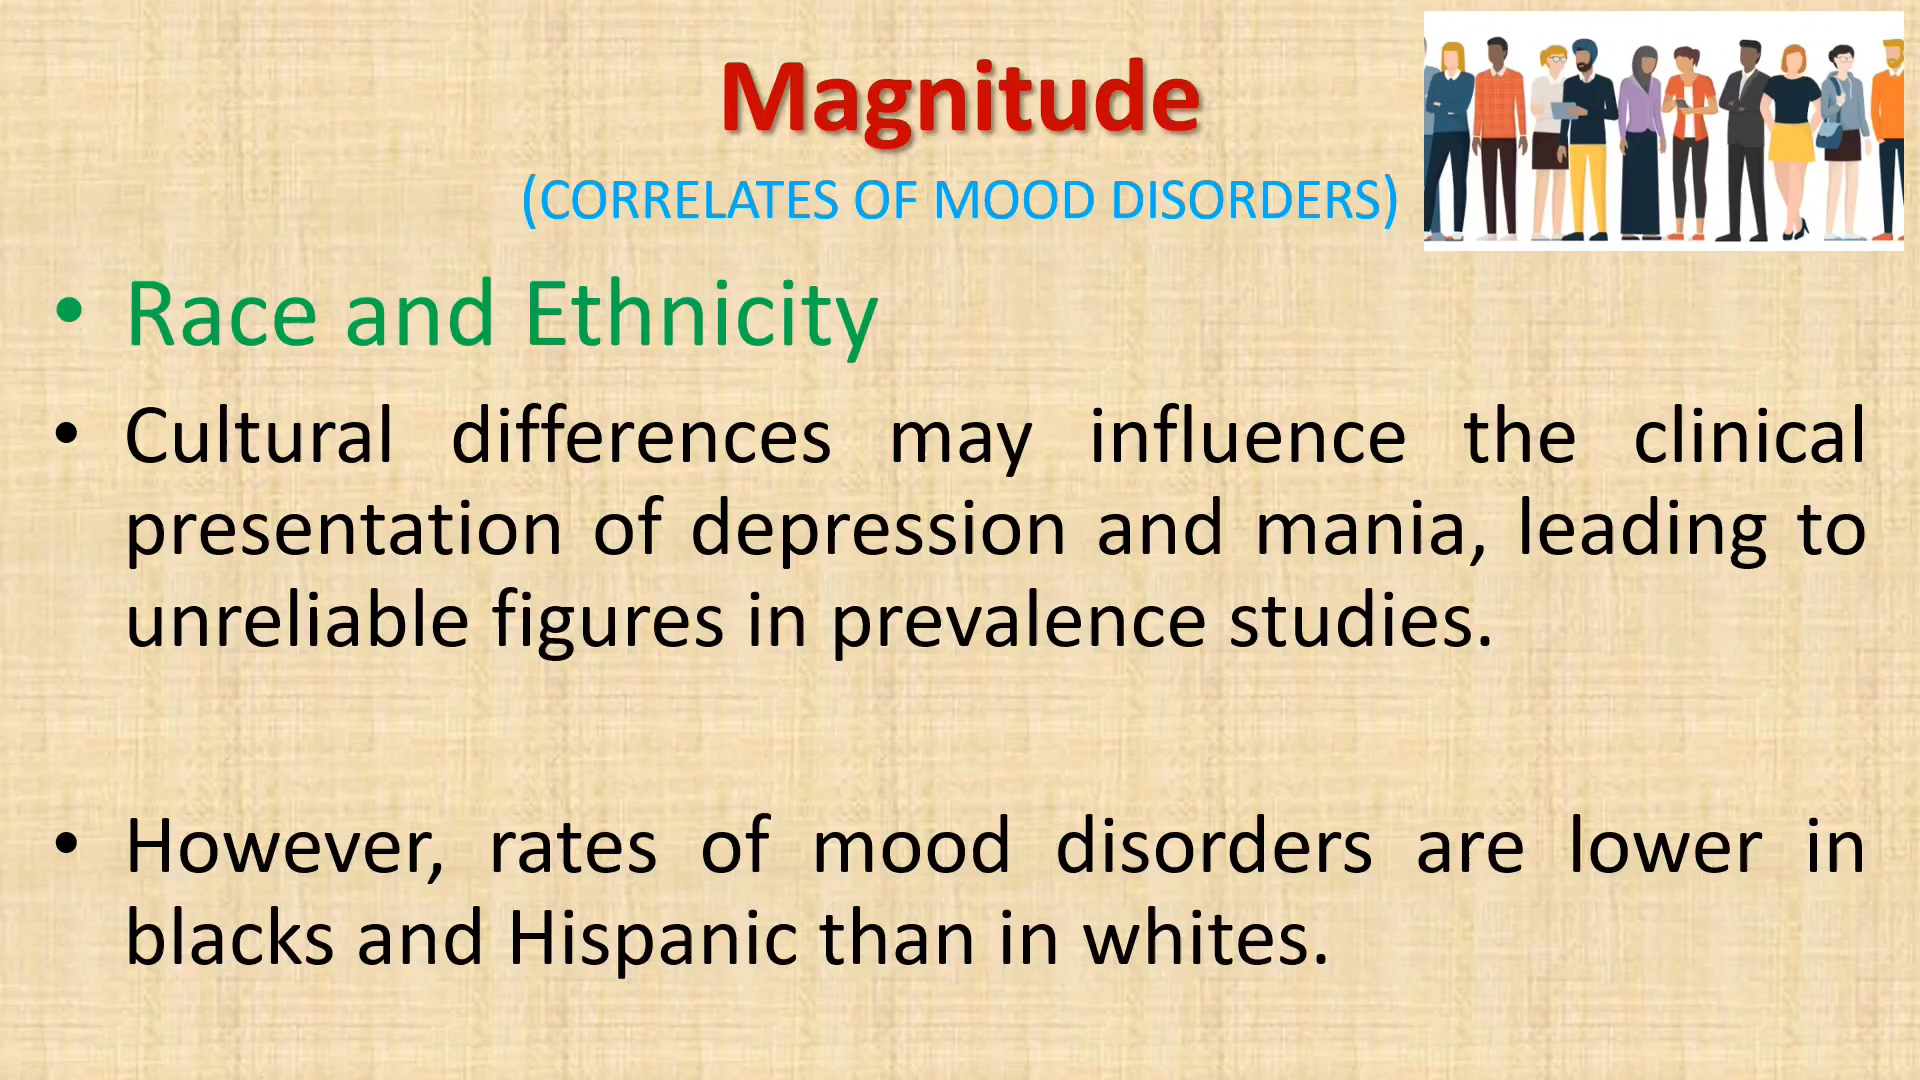 Magnitude
(CORRELATES OF MOOD DISORDERS)
• Race and Ethnicity
• Cultural differences may influence the clinical
presentation of depression and mania, leading to
unreliable figures in prevalence studies.
• However, rates of mood disorders are lower in
blacks and Hispanic than in whites.